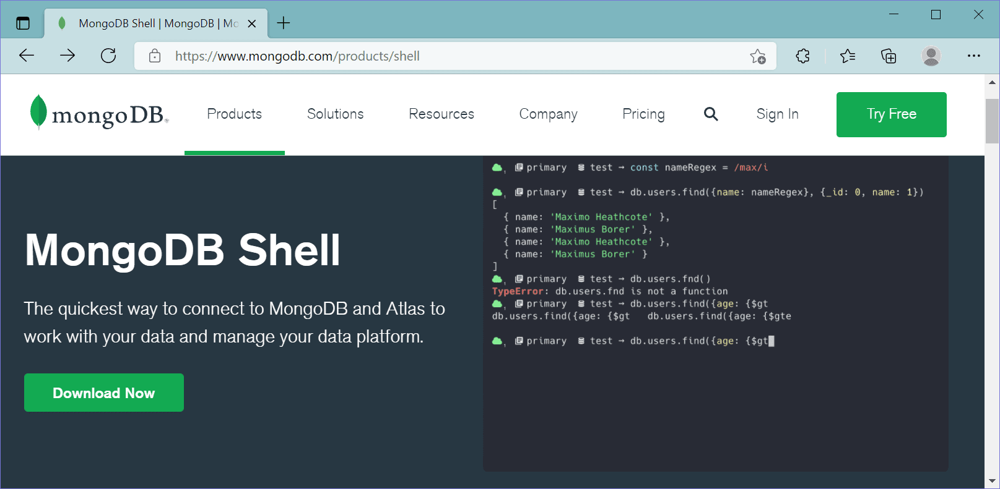 MongoDB Shell | MongoDB | Mo
https://www.mongodb.com/products/shell
mongoDB.
Products
Solutions
Resources
Company
Pricing
Sign In
Try Free
MongoDB Shell
The quickest way to connect to MongoDB and Atlas to
work with your data and manage your data platform.
Download Now
primary test → const nameRegex = /max/i
primary test → db.users.find({name: nameRegex}, {_id: 0, name: 1})
[
{ name: 'Maximo Heathcote' },
{ name: 'Maximus Borer' },
{ name: 'Maximo Heathcote' },
{ name: 'Maximus Borer' }
]
primary test → db.users.fnd()
TypeError: db.users.fnd is not a function
primary test → db.users.find({age: {$gt
db.users.find({age: {$gt db.users.find({age: {$gte
primary test → db.users.find({age: {$gt